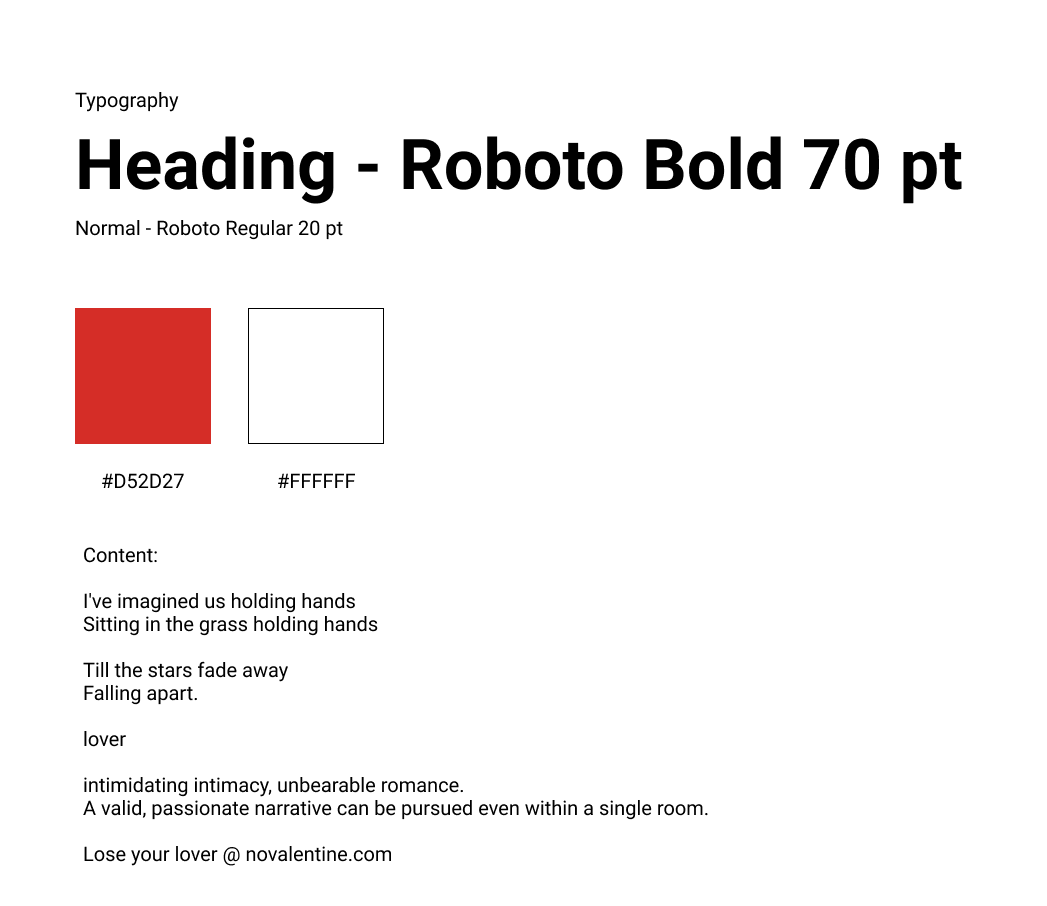 Typography
Heading - Roboto Bold 70 pt
Normal - Roboto Regular 20 pt
#D52D27 #FFFFFF
Content:
I've imagined us holding hands
Sitting in the grass holding hands
Till the stars fade away
Falling apart.
lover
intimidating intimacy, unbearable romance.
A valid, passionate narrative can be pursued even within a single room.
Lose your lover @ novalentine.com